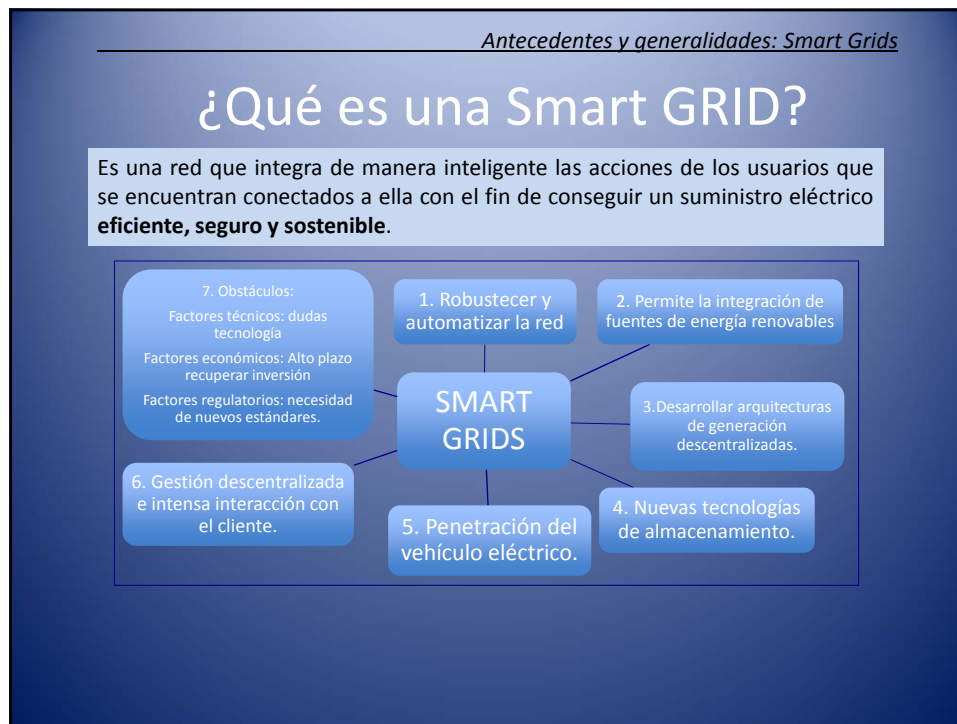 Antecedentes y generalidades: Smart Grids
¿Qué es una Smart GRID?
Es una red que integra de manera inteligente las acciones de los usuarios que
se encuentran conectados a ella con el fin de conseguir un suministro eléctrico
eficiente, seguro y sostenible.
7. Obstáculos:
Factores técnicos: dudas
tecnología
Factores económicos: Alto plazo
recuperar inversión
Factores regulatorios: necesidad
de nuevos estándares.
1. Robustecer y
automatizar la red
2. Permite la integración de
fuentes de energía renovables
SMART
GRIDS
3.Desarrollar arquitecturas
de generación
descentralizadas.
6. Gestión descentralizada
e intensa interacción con
el cliente.
5. Penetración del
vehículo eléctrico.
4. Nuevas tecnologías
de almacenamiento.